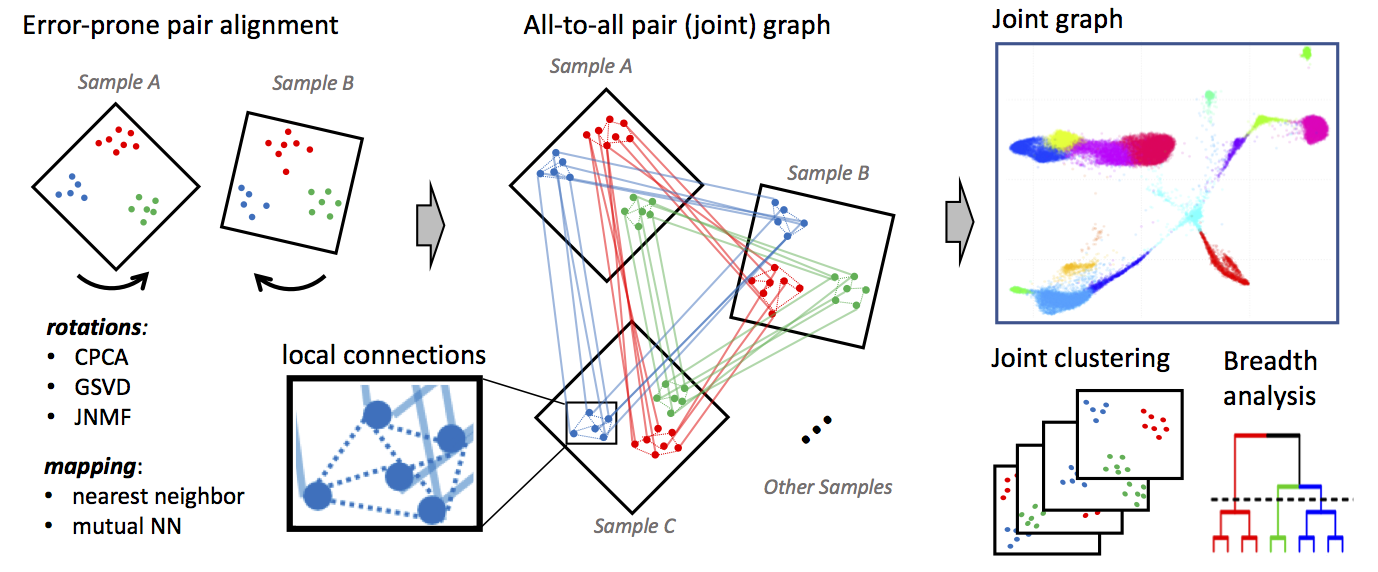 Error-prone pair alignment
Sample A
Sample B
rotations:
• CPCA
• GSVD
• JNMF
mapping:
• nearest neighbor
• mutual NN
All-to-all pair (joint) graph
Sample A
Sample B
local connections
Sample C
Other Samples
Joint graph
Joint clustering
Breadth
analysis